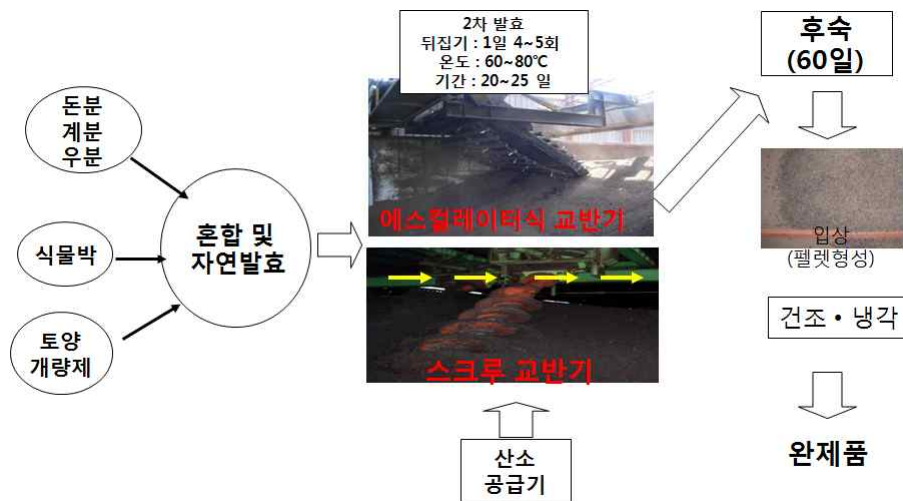 돈분
계분
우분
식물박
토양
개량제
혼합 및
자연발효
2차 발효
뒤집기 : 1일 4~5회
온도 : 60~80℃
기간 : 20~25 일
에스컬레이터식 교반기
스크루 교반기
산소
공급기
후숙
(60일)
입상
(펠렛형성)
건조 • 냉각
완제품